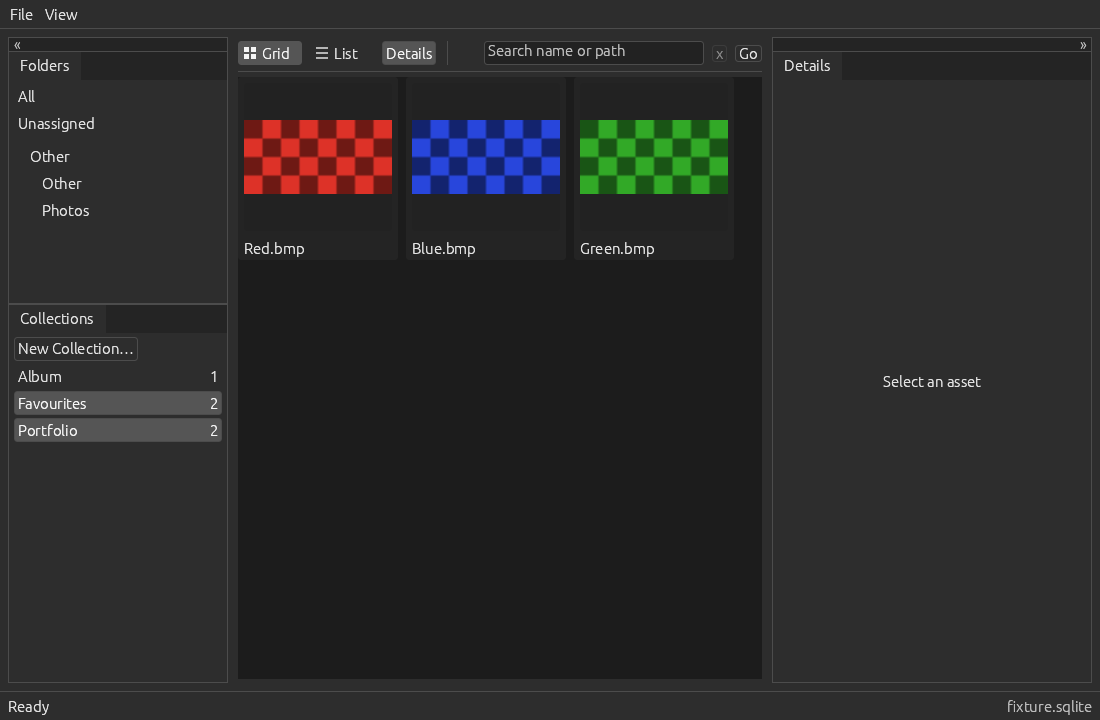 File View
«
Folders
All
Unassigned
Other
Other
Photos
Collections
New Collection...
Album 1
Favourites 2
Portfolio 2
Grid List Details Search name or path x Go
Red.bmp Blue.bmp Green.bmp
»
Details
Select an asset
Ready fixture.sqlite